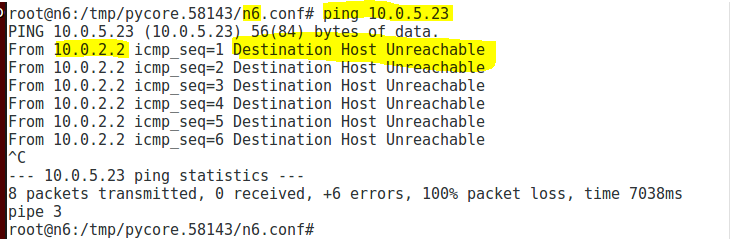 root@n6:/tmp/pycore.58143/n6.conf# ping 10.0.5.23
PING 10.0.5.23 (10.0.5.23) 56(84) bytes of data.
From 10.0.2.2 icmp_seq=1 Destination Host Unreachable
From 10.0.2.2 icmp_seq=2 Destination Host Unreachable
From 10.0.2.2 icmp_seq=3 Destination Host Unreachable
From 10.0.2.2 icmp_seq=4 Destination Host Unreachable
From 10.0.2.2 icmp_seq=5 Destination Host Unreachable
From 10.0.2.2 icmp_seq=6 Destination Host Unreachable
^C
--- 10.0.5.23 ping statistics ---
8 packets transmitted, 0 received, +6 errors, 100% packet loss, time 7038ms
pipe 3
root@n6:/tmp/pycore.58143/n6.conf#